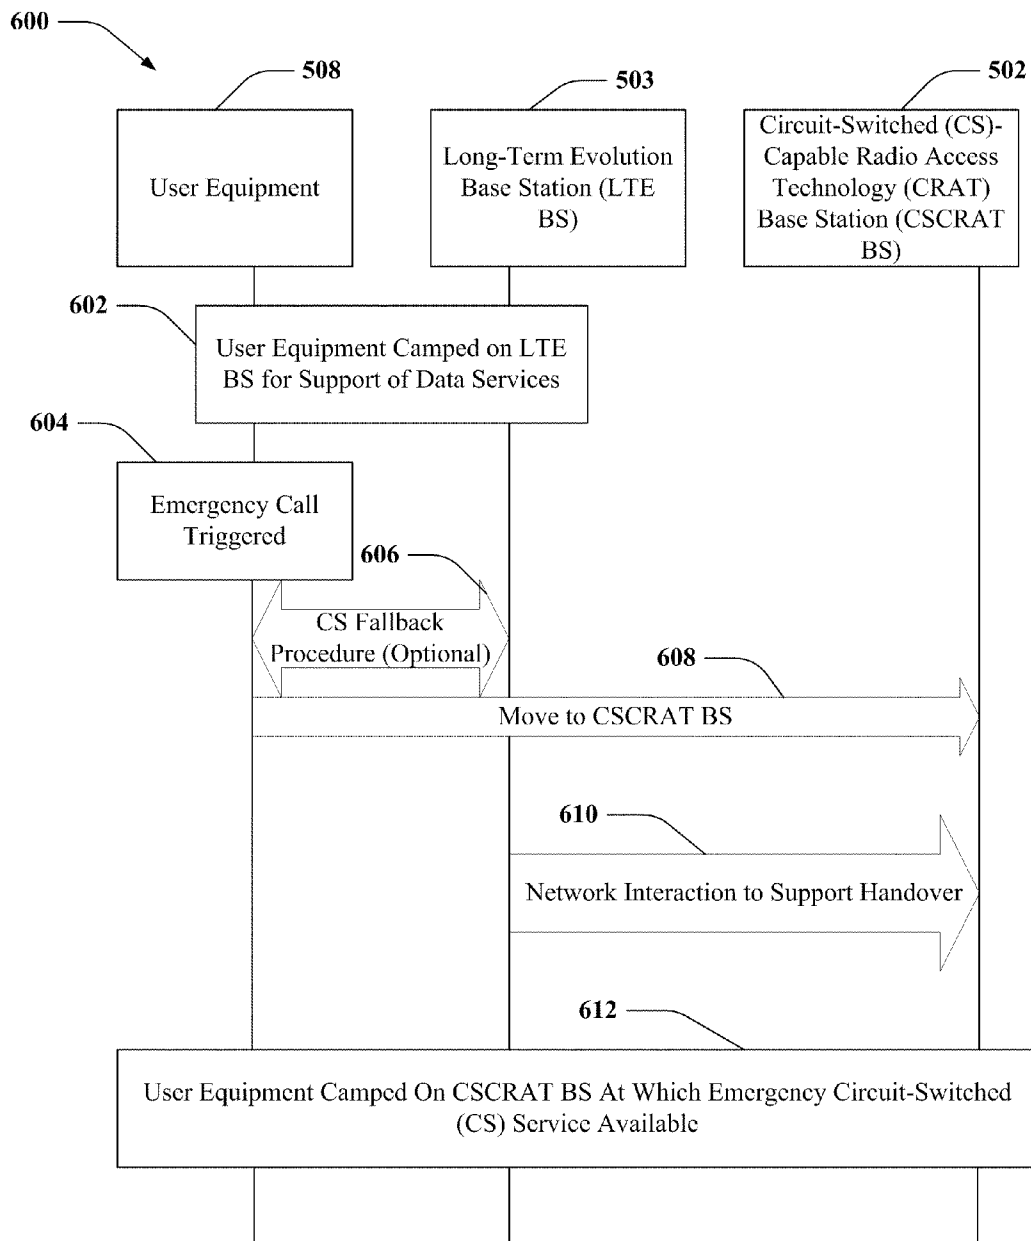 600
508
503
502
User Equipment
Long-Term Evolution
Base Station (LTE
BS)
Circuit-Switched (CS)-
Capable Radio Access
Technology (CRAT)
Base Station (CSCRAT
BS)
602
User Equipment Camped on LTE
BS for Support of Data Services
604
Emergency Call
Triggered
606
CS Fallback
Procedure (Optional)
608
Move to CSCRAT BS
610
Network Interaction to Support Handover
612
User Equipment Camped On CSCRAT BS At Which Emergency Circuit-Switched
(CS) Service Available